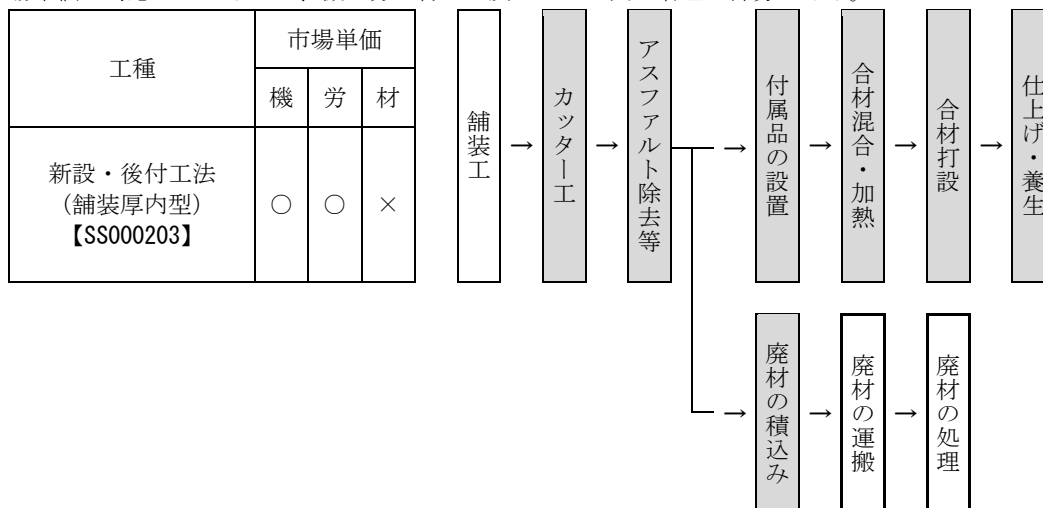 工種
市場単価
機 労 材
新設・後付工法
(舗装厚内型)
【SS000203】
○ ○ ×
舗装工
→
カッター工
→
アスファルト除去等
→
付属品の設置
→
合材混合・加熱
→
合材打設
→
仕上げ・養生
→
廃材の積込み
→
廃材の運搬
→
廃材の処理